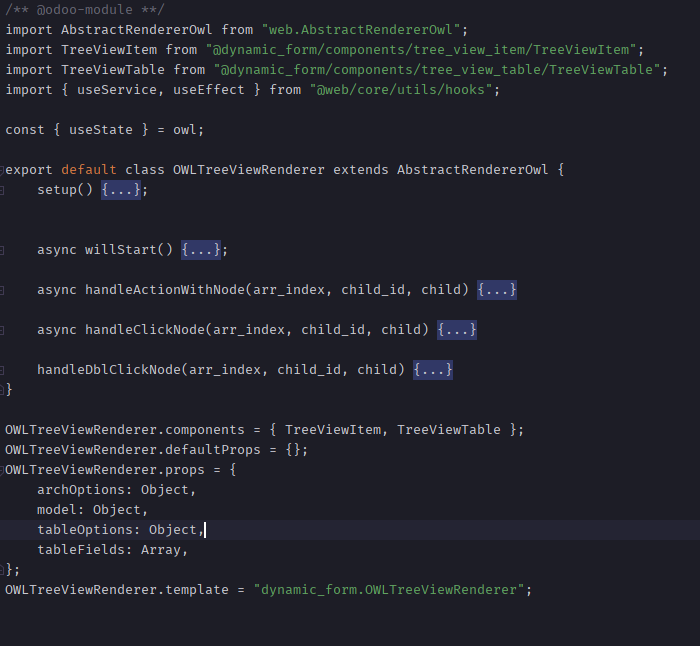 /** @odoo-module **/
import AbstractRendererOwl from "web.AbstractRendererOwl";
import TreeViewItem from "@dynamic_form/components/tree_view_item/TreeViewItem";
import TreeViewTable from "@dynamic_form/components/tree_view_table/TreeViewTable";
import { useService, useEffect } from "@web/core/utils/hooks";
const { useState } = owl;
export default class OWLTreeViewRenderer extends AbstractRendererOwl {
setup() {...};
async willStart() {...};
async handleActionWithNode(arr_index, child_id, child) {...}
async handleClickNode(arr_index, child_id, child) {...}
handleDblClickNode(arr_index, child_id, child) {...}
}
OWLTreeViewRenderer.components = { TreeViewItem, TreeViewTable };
OWLTreeViewRenderer.defaultProps = {};
OWLTreeViewRenderer.props = {
archOptions: Object,
model: Object,
tableOptions: Object,
tableFields: Array,
};
OWLTreeViewRenderer.template = "dynamic_form.OWLTreeViewRenderer";